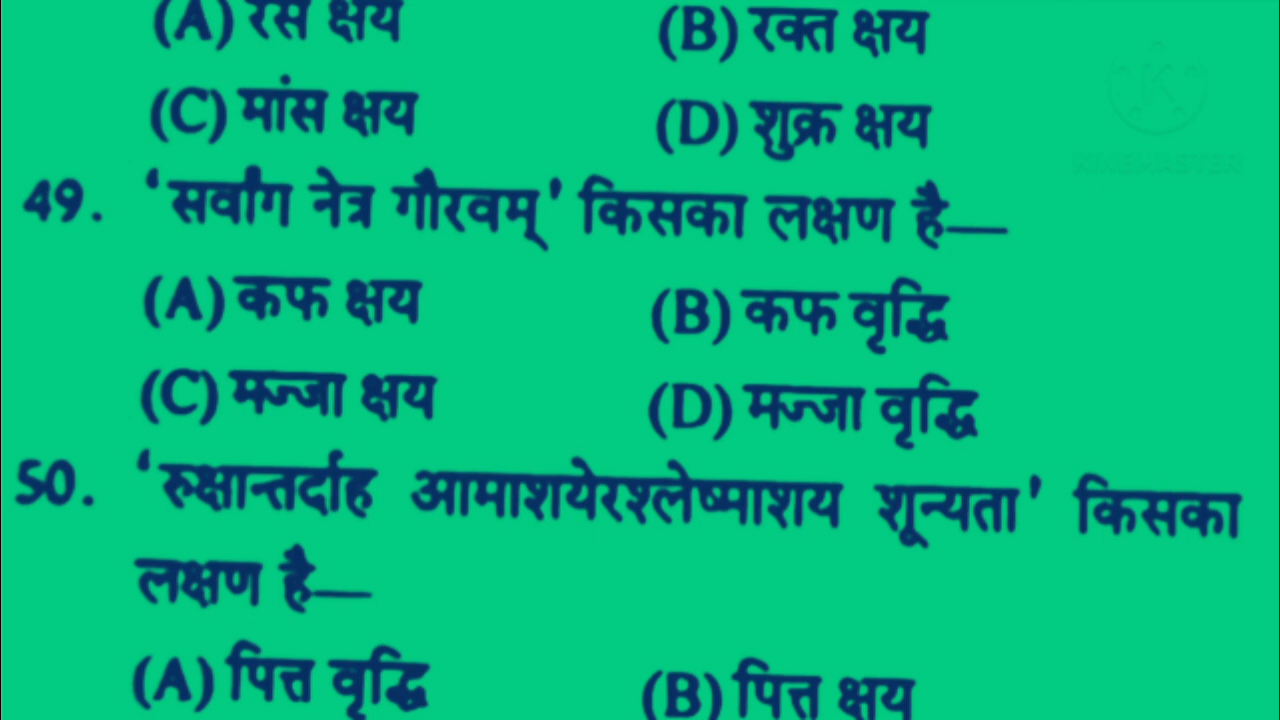 (A) रस क्षय (B) रक्त क्षय
(C) मांस क्षय (D) शुक्र क्षय
49. ‘सर्वांग नेत्र गौरवम्’ किसका लक्षण है—
(A) कफ क्षय (B) कफ वृद्धि
(C) मज्जा क्षय (D) मज्जा वृद्धि
50. ‘रुक्षान्तर्दाह आमाशयेरश्लेष्माशय शून्यता’ किसका
लक्षण है—
(A) पित्त वृद्धि (B) पित्त क्षय
KINEMASTER